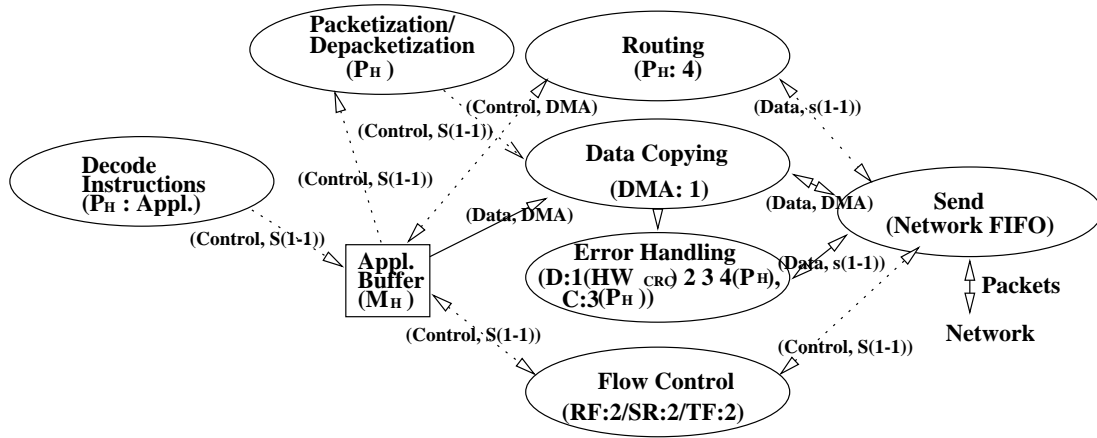 Packetization/
Depacketization
(PH )
Routing
(PH: 4)
(Control, DMA)
(Data, s(1-1))
(Control, S(1-1))
Decode
Instructions
(PH : Appl.)
(Control, S(1-1))
Data Copying
(DMA: 1)
(Data, DMA)
(Data, DMA)
Send
(Network FIFO)
(Control, S(1-1))
Appl.
Buffer
(MH )
Error Handling
(D:1(HW CRC) 2 3 4(PH),
C:3(PH ))
(Data, s(1-1))
Packets
Network
(Control, S(1-1))
(Control, S(1-1))
Flow Control
(RF:2/SR:2/TF:2)